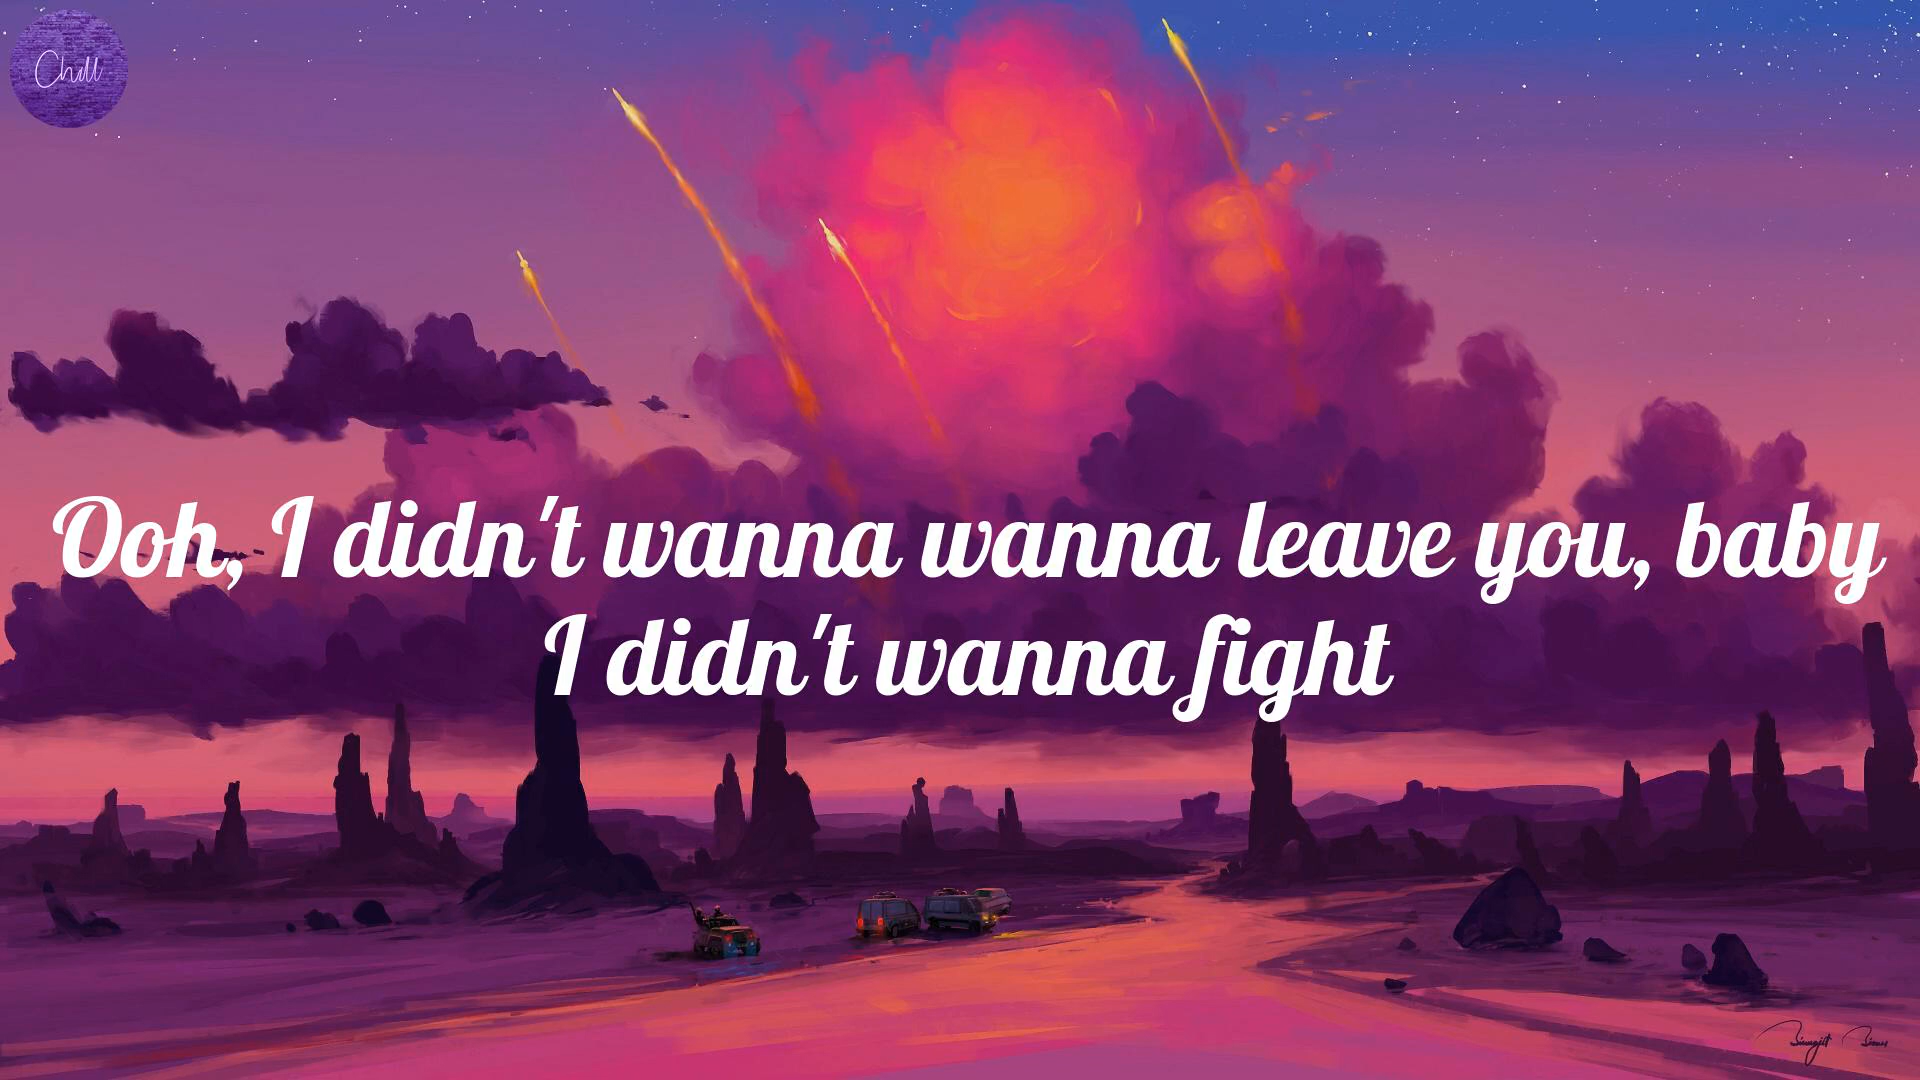 Chill
Ooh, I didn't wanna wanna leave you, baby
I didn't wanna fight